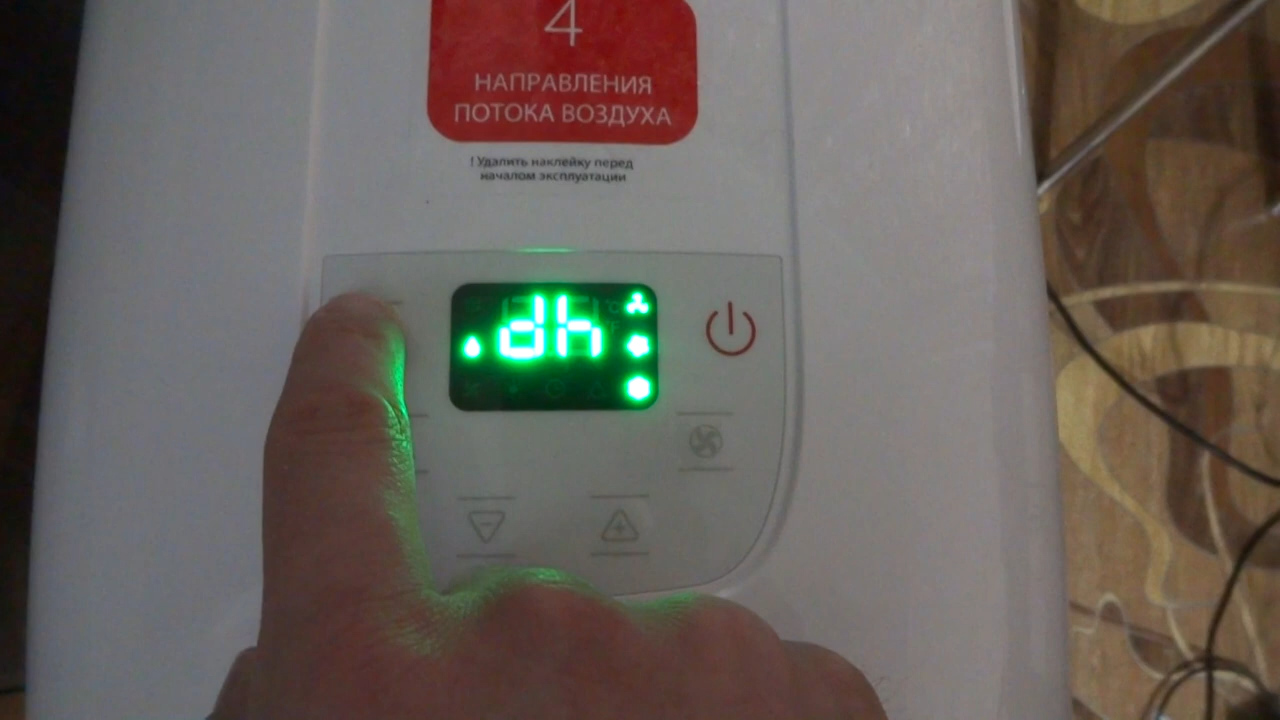 4
НАПРАВЛЕНИЯ
ПОТОКА ВОЗДУХА
! Удалить наклейку перед
началом эксплуатации
dh